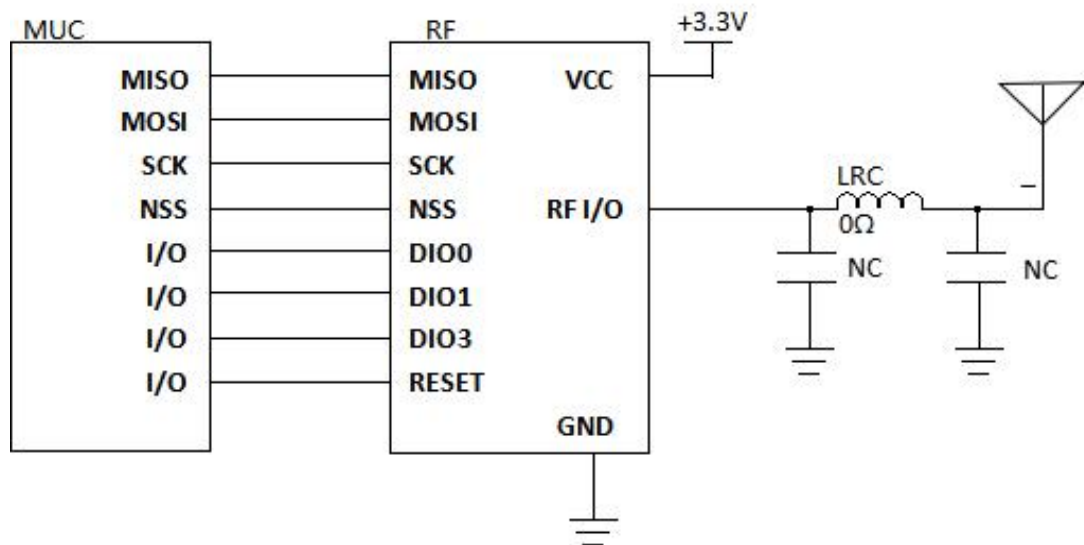 MUC
MISO
MOSI
SCK
NSS
I/O
I/O
I/O
I/O
RF
MISO
MOSI
SCK
NSS
DIO0
DIO1
DIO3
RESET
VCC
RF I/O
GND
+3.3V
LRC
0Ω
NC
NC